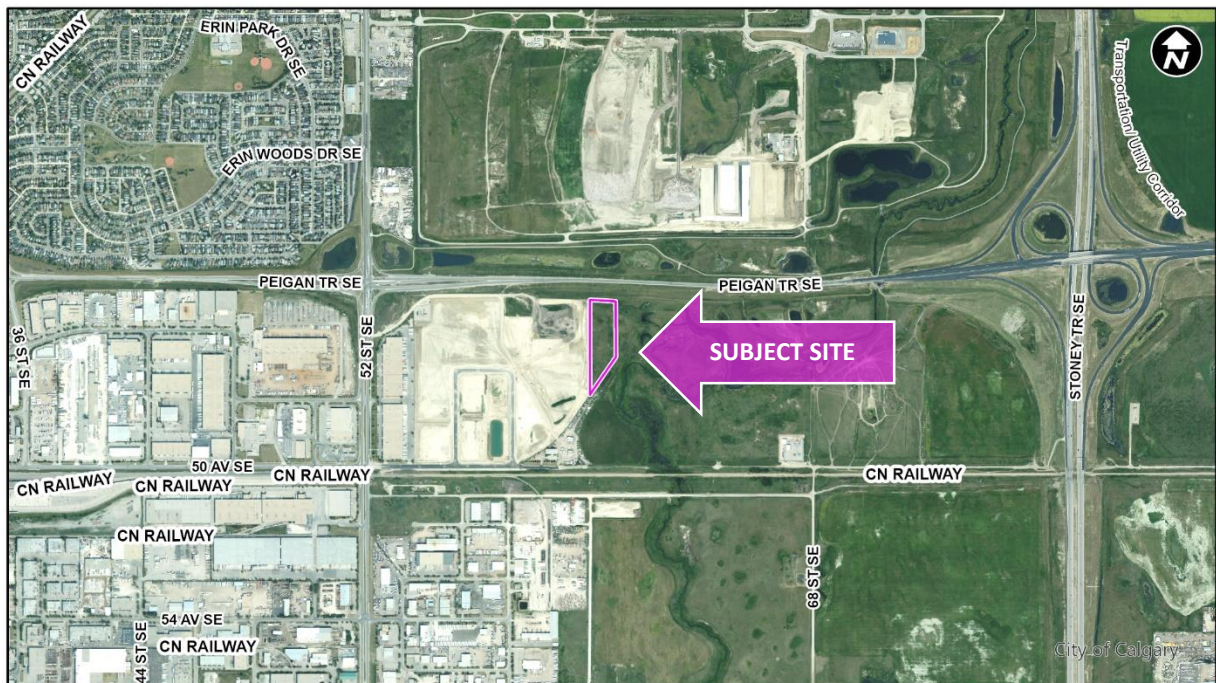 CN RAILWAY
ERIN PARK DR SE
ERIN WOODS DR SE
Transportation/ Utility Corridor
N
PEIGAN TR SE
PEIGAN TR SE
36 ST SE
52 ST SE
SUBJECT SITE
STONEY TR SE
50 AV SE
CN RAILWAY
CN RAILWAY
CN RAILWAY
CN RAILWAY
CN RAILWAY
68 ST SE
54 AV SE
CN RAILWAY
44 ST SE
City of Calgary